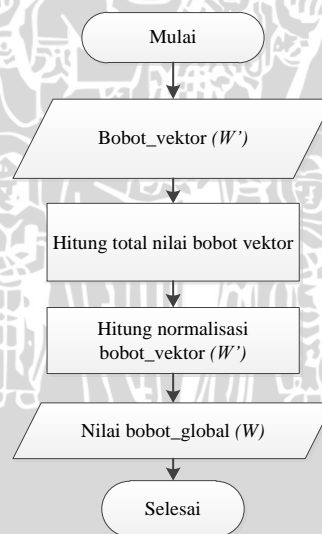 Mulai
Bobot_vektor (W’)
Hitung total nilai bobot vektor
Hitung normalisasi
bobot_vektor (W’)
Nilai bobot_global (W)
Selesai